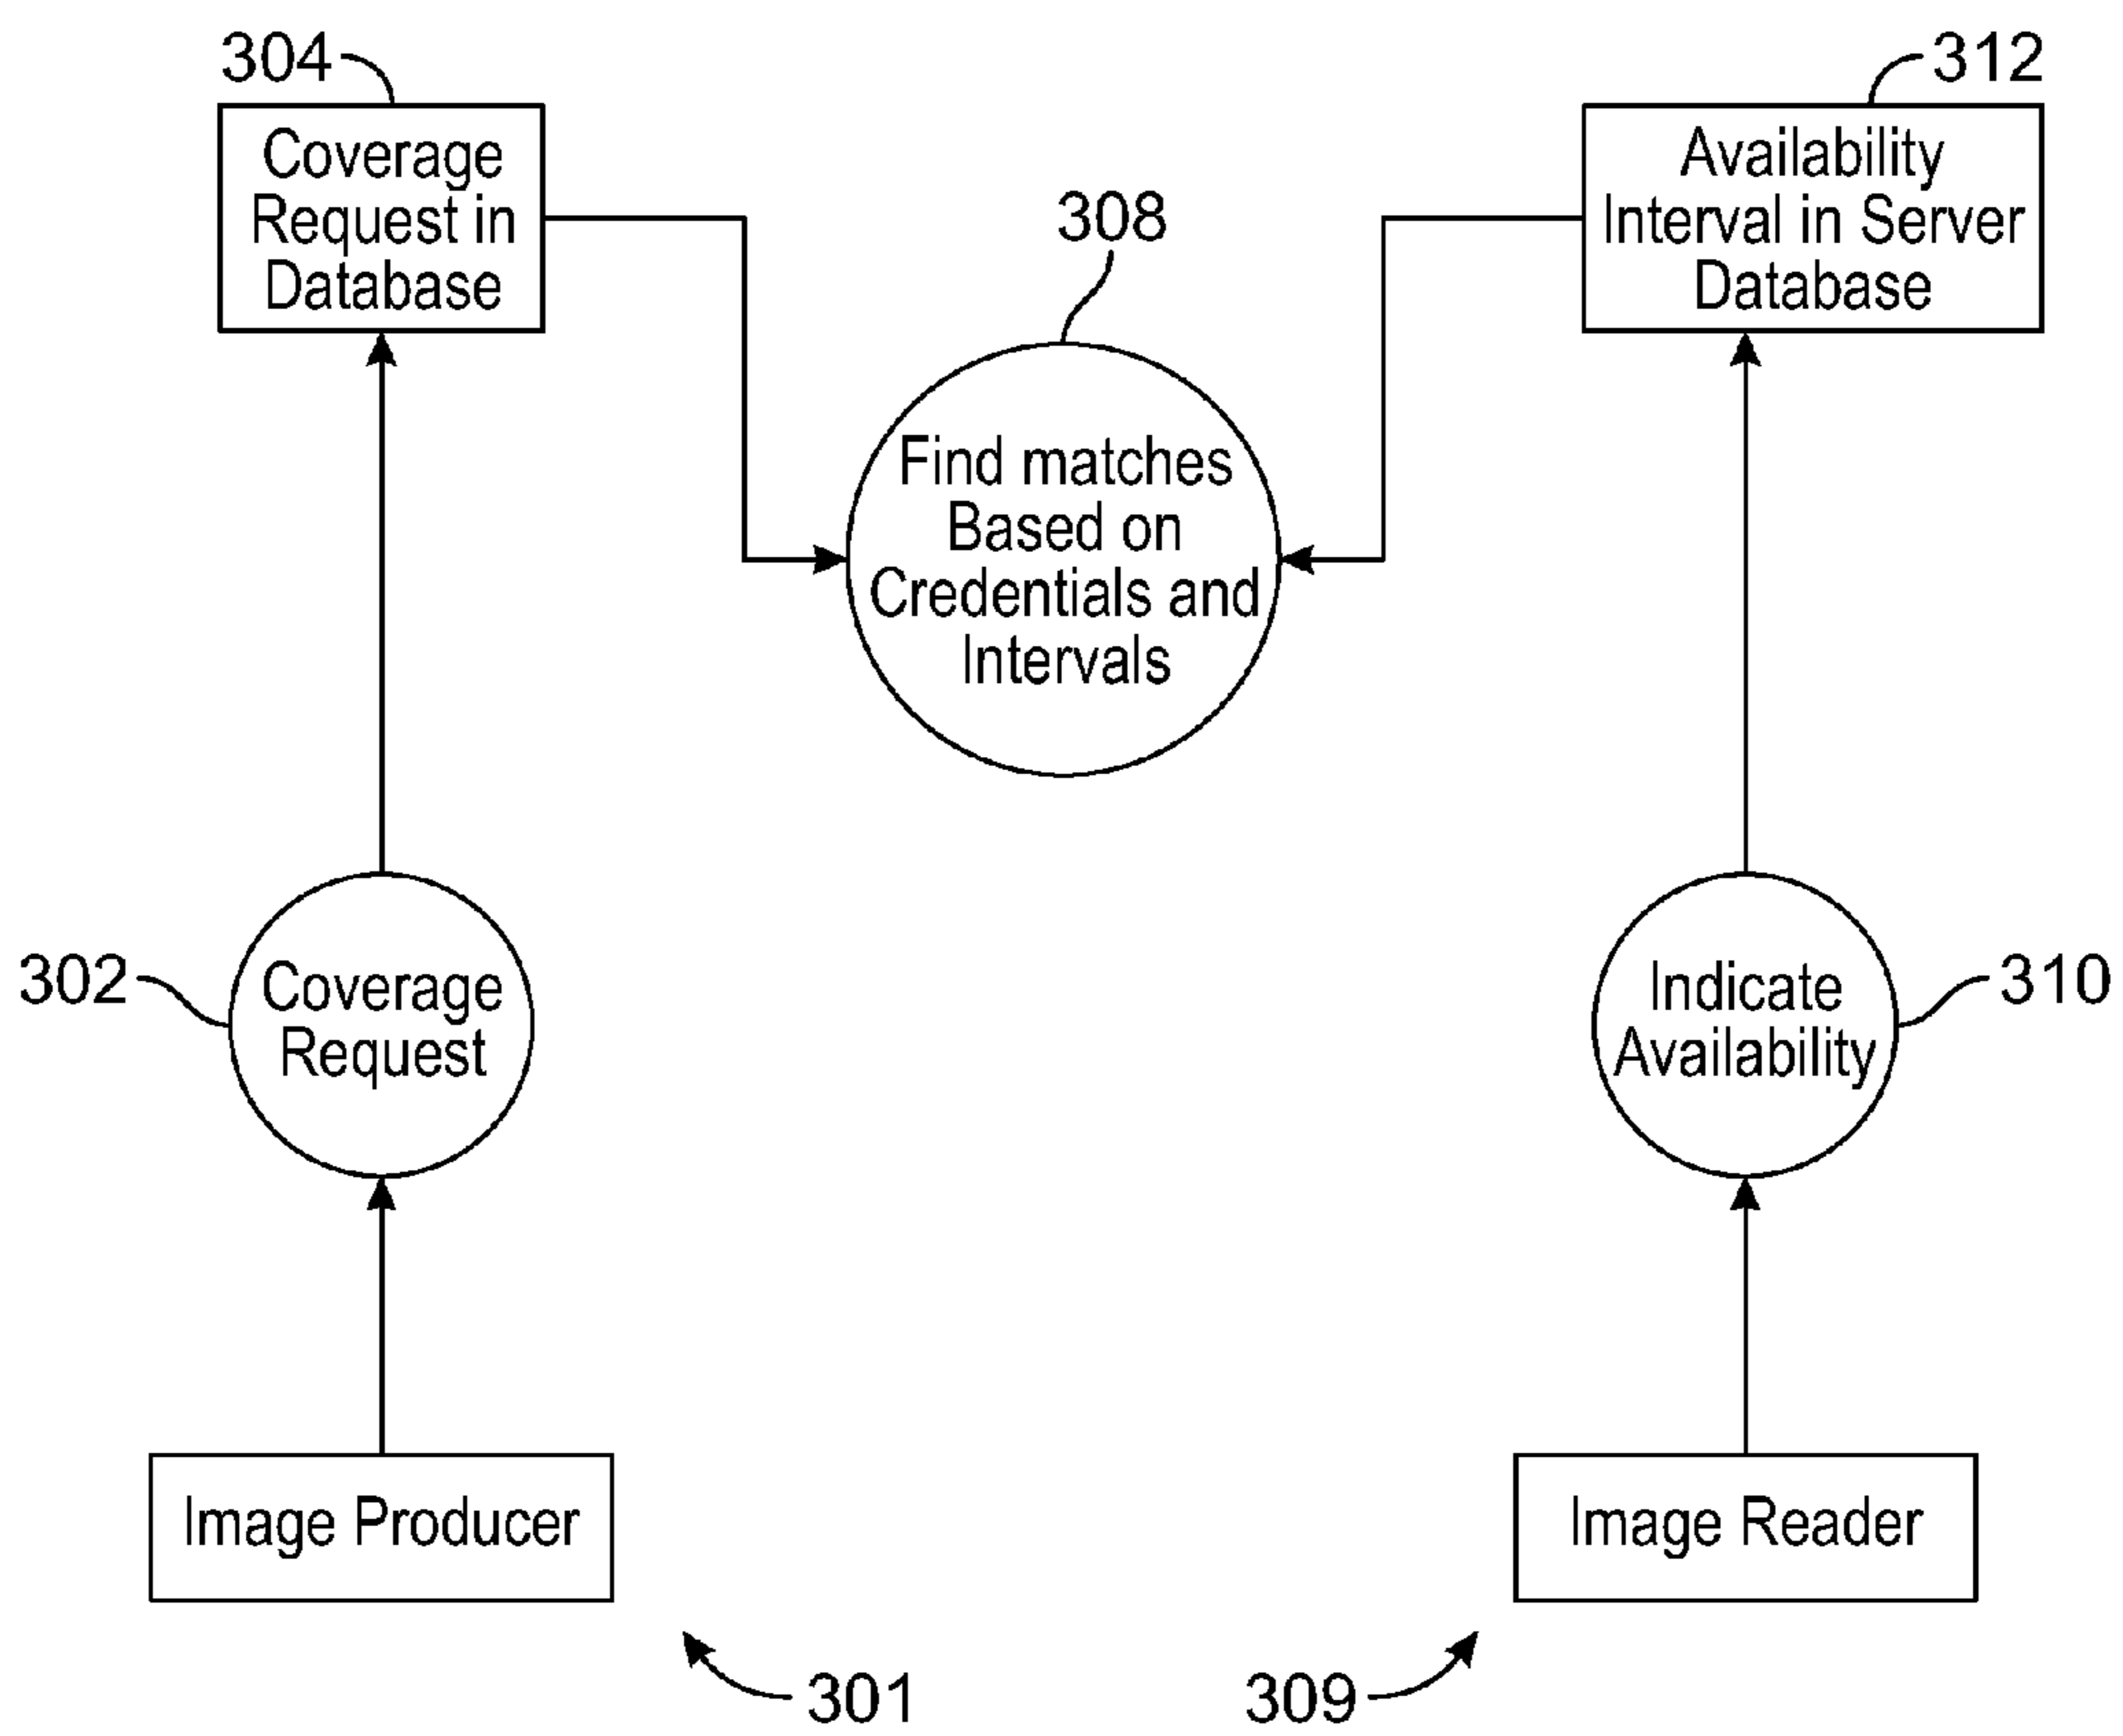 304
312
Coverage
Request in
Database
Availability
Interval in Server
Database
308
Find matches
Based on
Credentials and
Intervals
302
Coverage
Request
Indicate
Availability
310
Image Producer
Image Reader
301
309